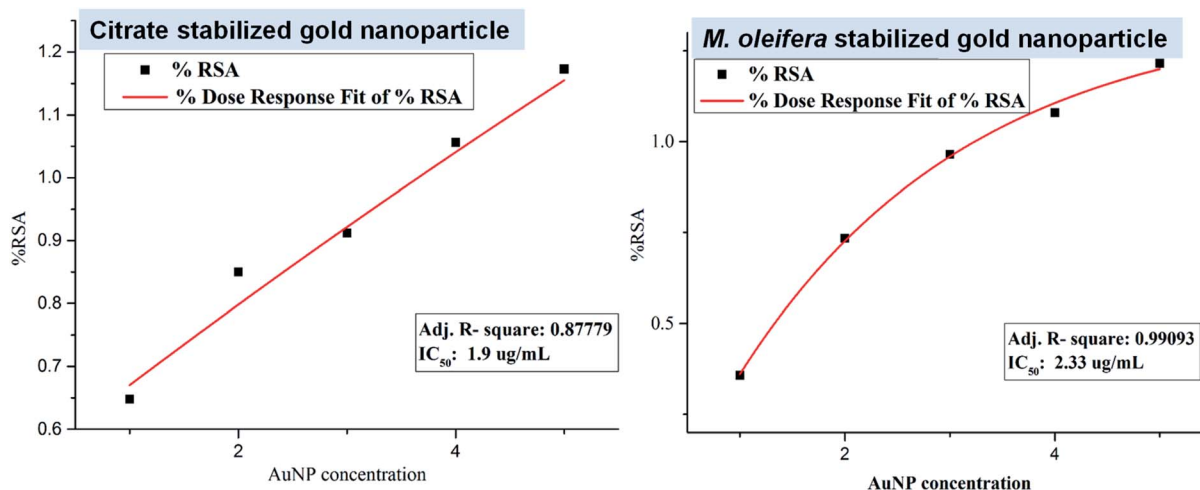 Citrate stabilized gold nanoparticle
% RSA
% Dose Response Fit of % RSA
1.2
1.1
1.0
0.9
0.8
0.7
0.6
%RSA
Adj. R- square: 0.87779
IC50: 1.9 ug/mL
2
4
AuNP concentration
M. oleifera stabilized gold nanoparticle
% RSA
% Dose Response Fit of % RSA
1.0
0.5
%RSA
Adj. R- square: 0.99093
IC50: 2.33 ug/mL
2
4
AuNP concentration